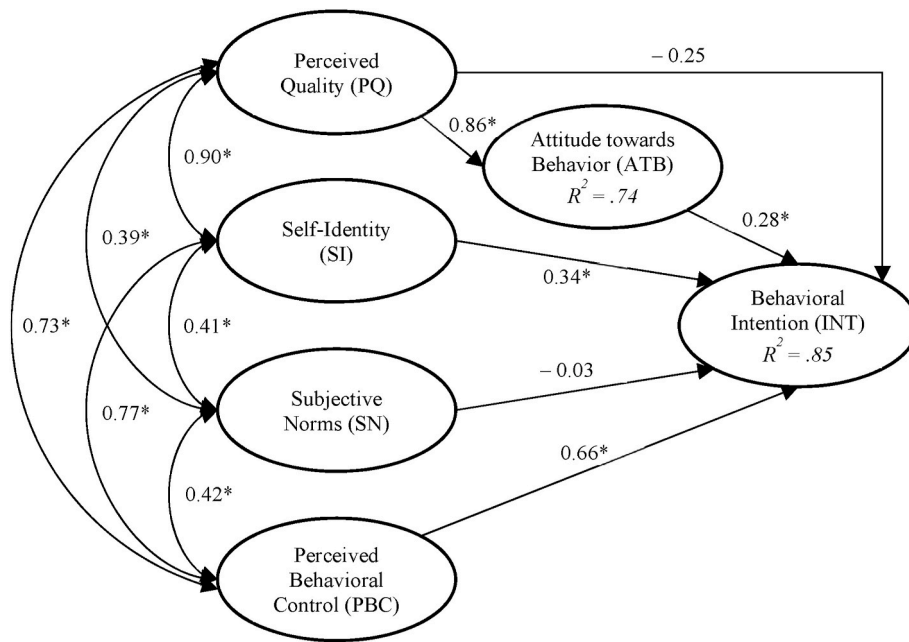 Perceived
Quality (PQ)
– 0.25
0.86*
Attitude towards
Behavior (ATB)
R² = .74
0.90*
0.28*
Self-Identity
(SI)
0.39*
0.34*
Behavioral
Intention (INT)
R² = .85
0.73*
0.41*
– 0.03
0.77*
Subjective
Norms (SN)
0.66*
0.42*
Perceived
Behavioral
Control (PBC)